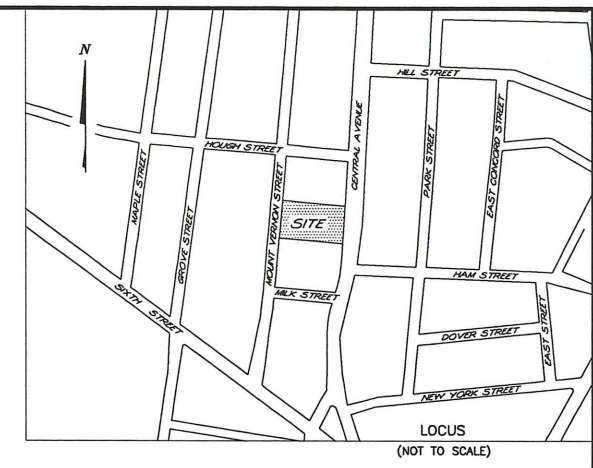 N
HILL STREET
HOUGH STREET
CENTRAL AVENUE
PARK STREET
EAST CONCORD STREET
MAPLE STREET
GROVE STREET
MOUNT VERNON STREET
SITE
SIXTH STREET
MILK STREET
HAM STREET
DOVER STREET
EAST STREET
NEW YORK STREET
LOCUS
(NOT TO SCALE)